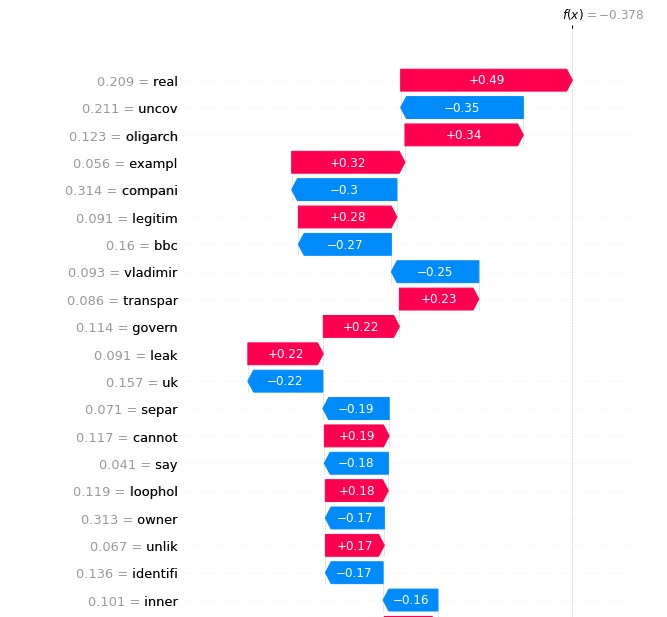 f(x) = −0.378
0.209 = real +0.49
0.211 = uncov −0.35
0.123 = oligarch +0.34
0.056 = exampl +0.32
0.314 = compani −0.3
0.091 = legitim +0.28
0.16 = bbc −0.27
0.093 = vladimir −0.25
0.086 = transpar +0.23
0.114 = govern +0.22
0.091 = leak +0.22
0.157 = uk −0.22
0.071 = separ −0.19
0.117 = cannot +0.19
0.041 = say −0.18
0.119 = loophol +0.18
0.313 = owner −0.17
0.067 = unlik +0.17
0.136 = identifi −0.17
0.101 = inner −0.16